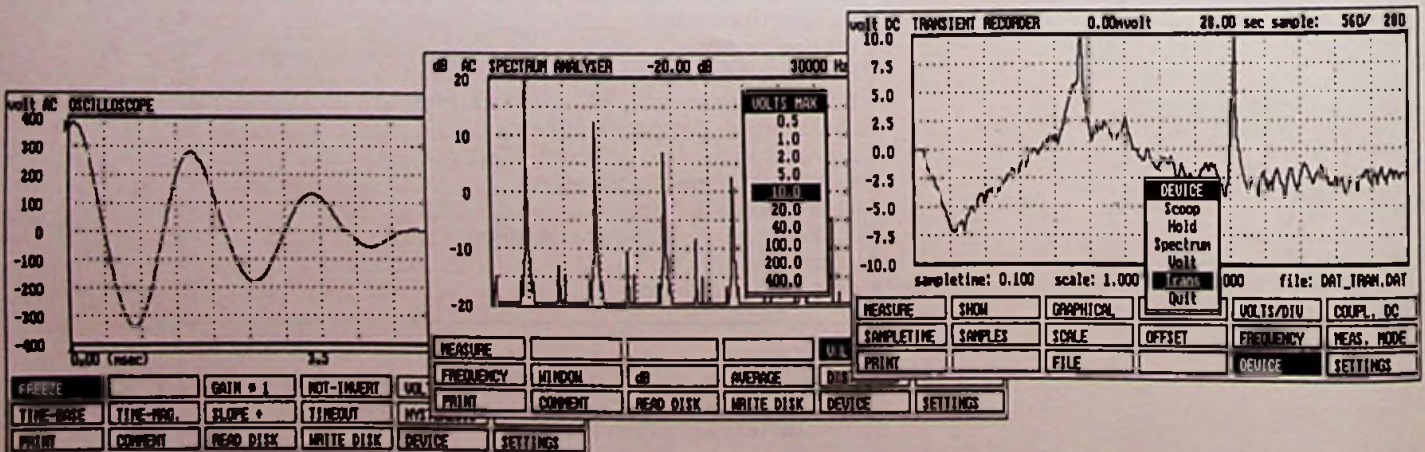 volt AC OSCILLOSCOPE
400
300
200
100
0
-100
-200
-300
-400
0.00 (msec) 3.5
FREEZE GAIN * 1 NOT-INVERT
TIME-BASE TIME-MAG. SLOPE + TIMEOUT
PRINT COMMENT READ DISK WRITE DISK DEVICE SETTINGS
dB AC SPECTRUM ANALYSER -20.00 dB 30000 Hz
20
10
0
-10
-20
VOLTS MAX
0.5
1.0
2.0
5.0
10.0
20.0
40.0
100.0
200.0
400.0
MEASURE
FREQUENCY WINDOW dB AVERAGE
PRINT COMMENT READ DISK WRITE DISK DEVICE SETTINGS
volt DC TRANSIENT RECORDER 0.00mvolt 28.00 sec sample: 560/ 280
10.0
7.5
5.0
2.5
0.0
-2.5
-5.0
-7.5
-10.0
DEVICE
Scoop
Hold
Spectrum
Volt
Trans
Quit
sampletime: 0.100 scale: 1.000 000 file: DAT_TRAN.DAT
MEASURE SHOW GRAPHICAL VOLTS/DIV COUPL. DC
SAMPLETIME SAMPLES SCALE OFFSET FREQUENCY MEAS. MODE
PRINT FILE DEVICE SETTINGS